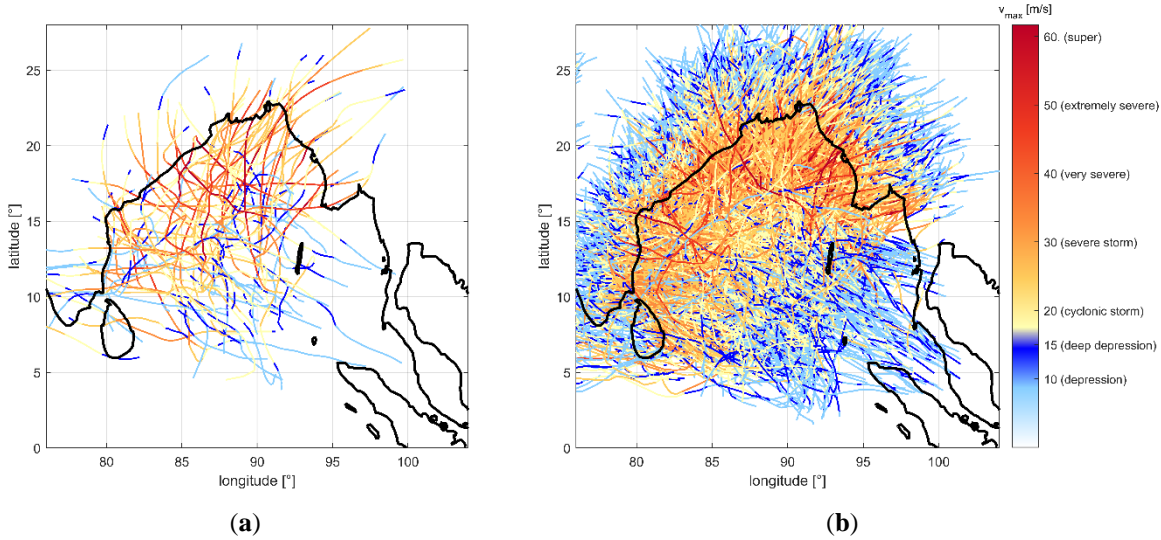 v_max [m/s]
25
20
15
10
5
0
latitude [°]
80 85 90 95 100
longitude [°]
(a)
25
20
15
10
5
0
latitude [°]
80 85 90 95 100
longitude [°]
(b)
60. (super)
50 (extremely severe)
40 (very severe)
30 (severe storm)
20 (cyclonic storm)
15 (deep depression)
10 (depression)